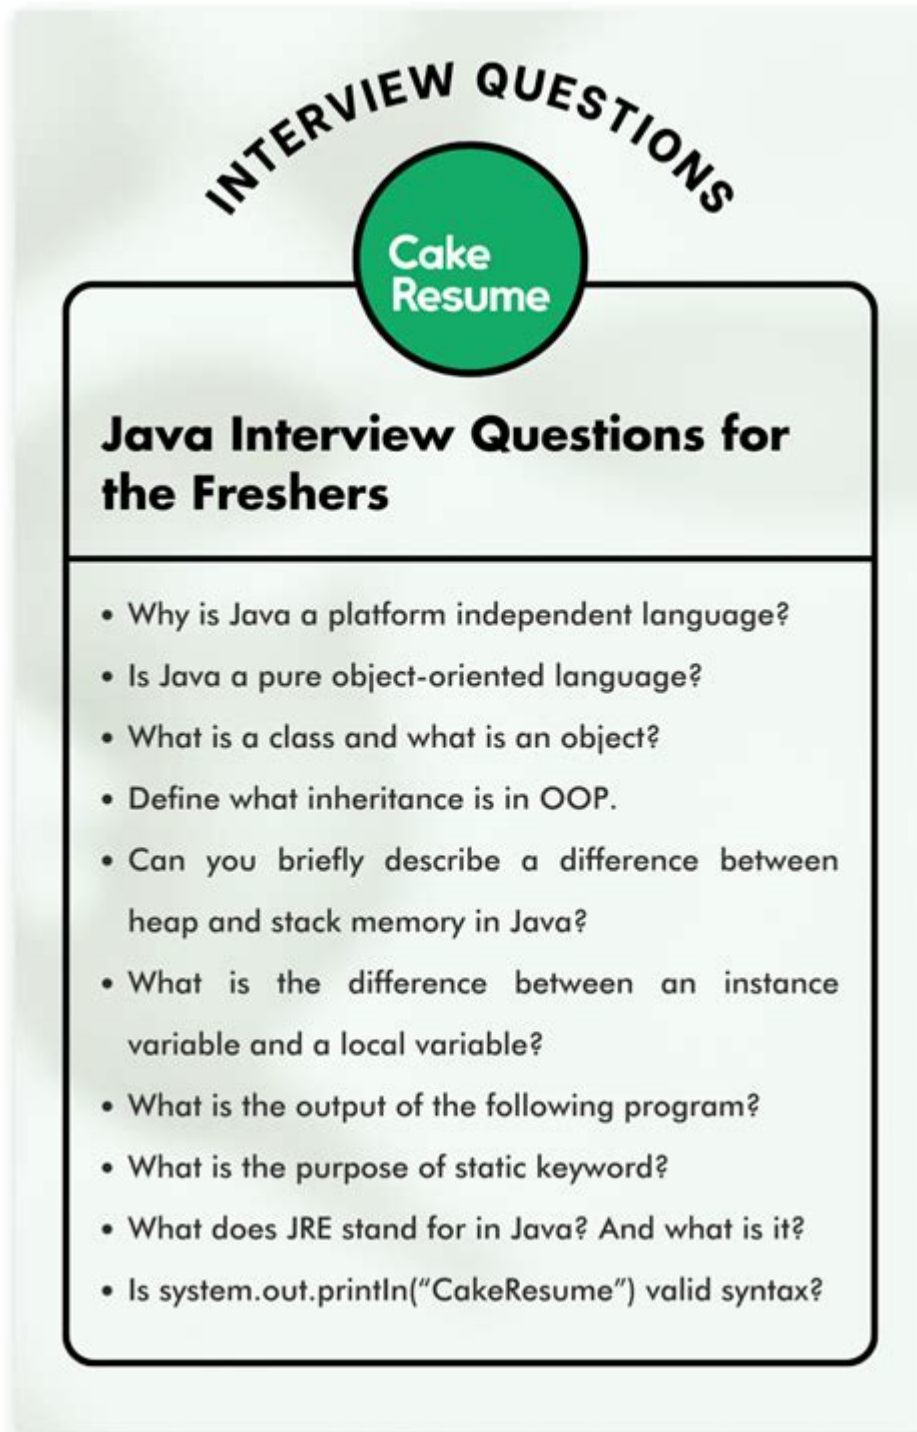 INTERVIEW QUESTIONS
Cake
Resume
Java Interview Questions for
the Freshers
• Why is Java a platform independent language?
• Is Java a pure object-oriented language?
• What is a class and what is an object?
• Define what inheritance is in OOP.
• Can you briefly describe a difference between
heap and stack memory in Java?
• What is the difference between an instance
variable and a local variable?
• What is the output of the following program?
• What is the purpose of static keyword?
• What does JRE stand for in Java? And what is it?
• Is system.out.println(“CakeResume”) valid syntax?